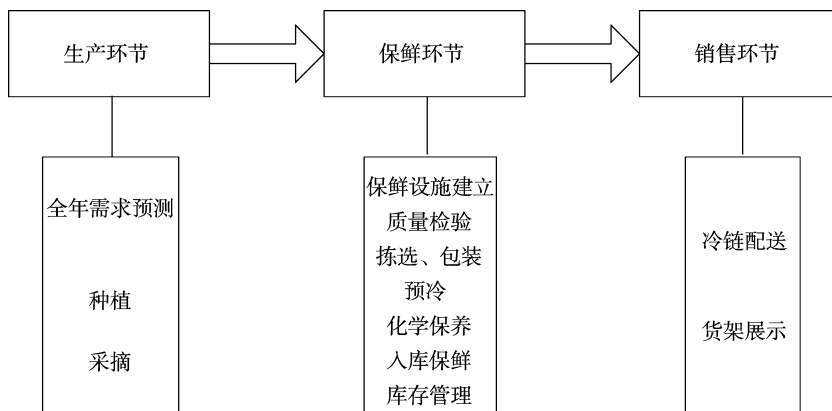 生产环节
保鲜环节
销售环节
全年需求预测
种植
采摘
保鲜设施建立
质量检验
拣选、包装
预冷
化学保养
入库保鲜
库存管理
冷链配送
货架展示